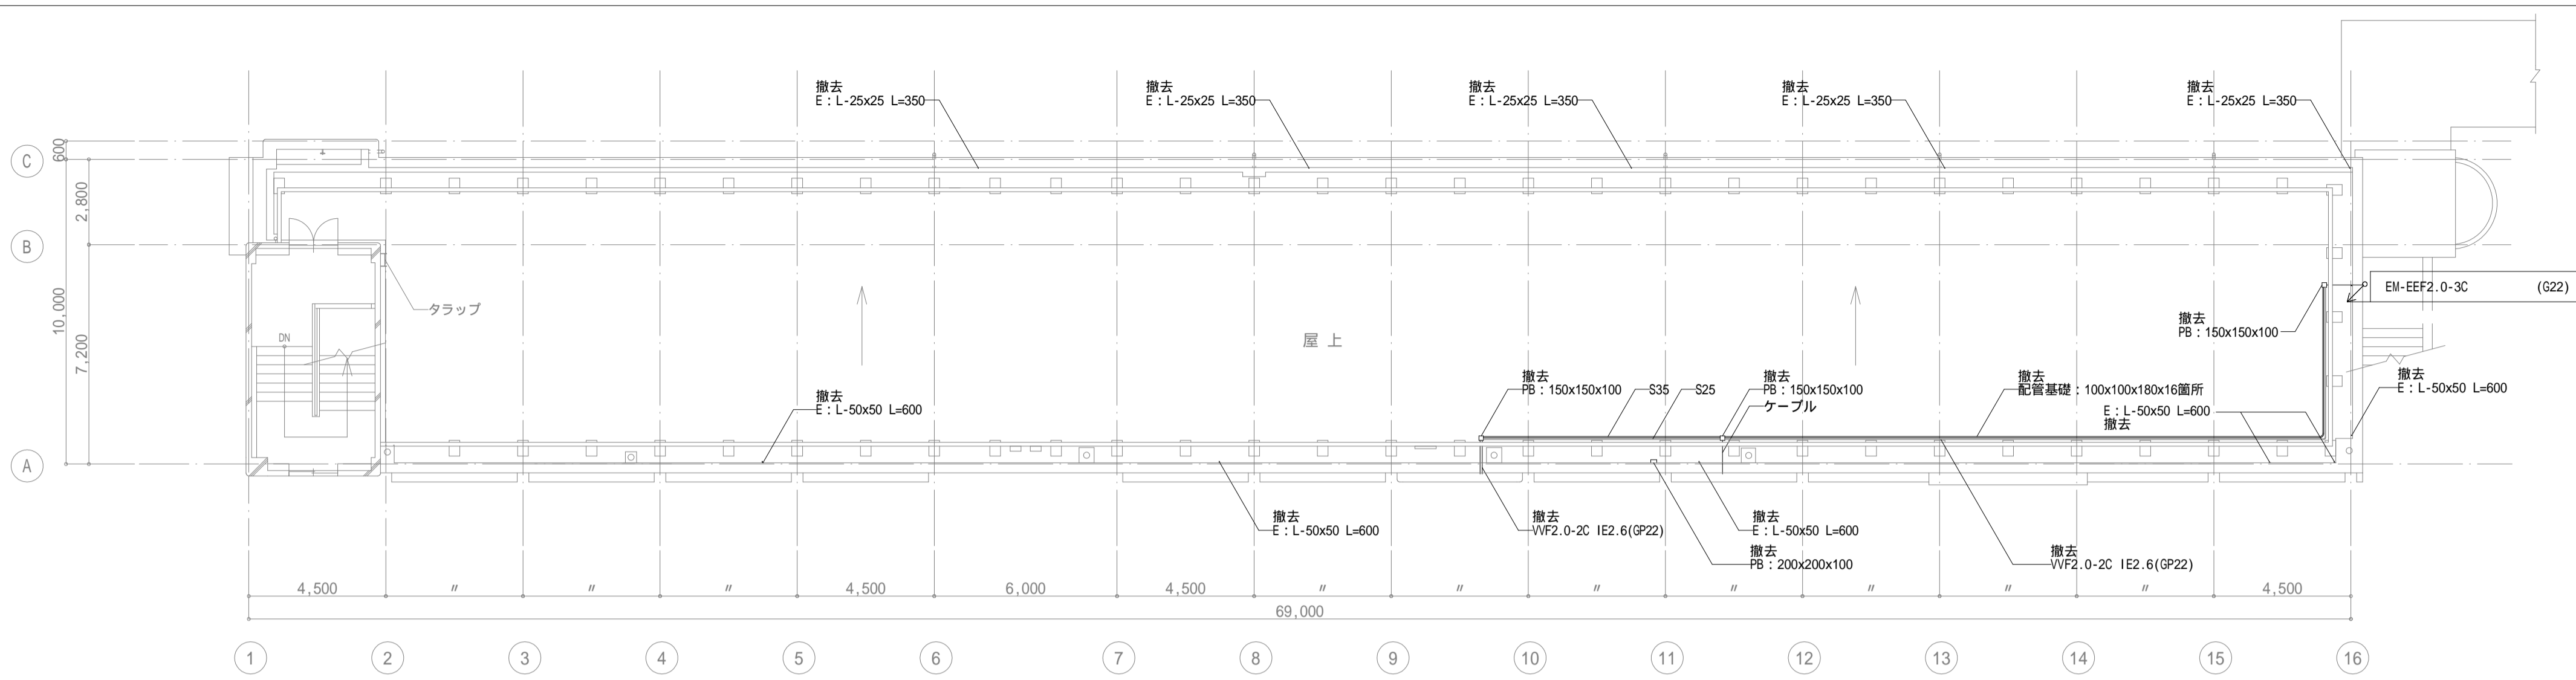 撤去
E：L-25x25 L=350
撤去
E：L-25x25 L=350
撤去
E：L-25x25 L=350
撤去
E：L-25x25 L=350
撤去
E：L-25x25 L=350
C
600
2,800
B
10,000
7,200
A
タラップ
DN
屋上
EM-EEF2.0-3C (G22)
撤去
PB：150x150x100
撤去
E：L-50x50 L=600
撤去
PB：150x150x100
S35
S25
撤去
PB：150x150x100
ケーブル
撤去
配管基礎：100x100x180x16箇所
E：L-50x50 L=600
撤去
撤去
E：L-50x50 L=600
撤去
E：L-50x50 L=600
撤去
VVF2.0-2C IE2.6(GP22)
撤去
E：L-50x50 L=600
撤去
PB：200x200x100
撤去
VVF2.0-2C IE2.6(GP22)
4,500 〃 〃 〃 4,500 6,000 4,500 〃 〃 〃 〃 〃 〃 〃 4,500
69,000
1 2 3 4 5 6 7 8 9 10 11 12 13 14 15 16